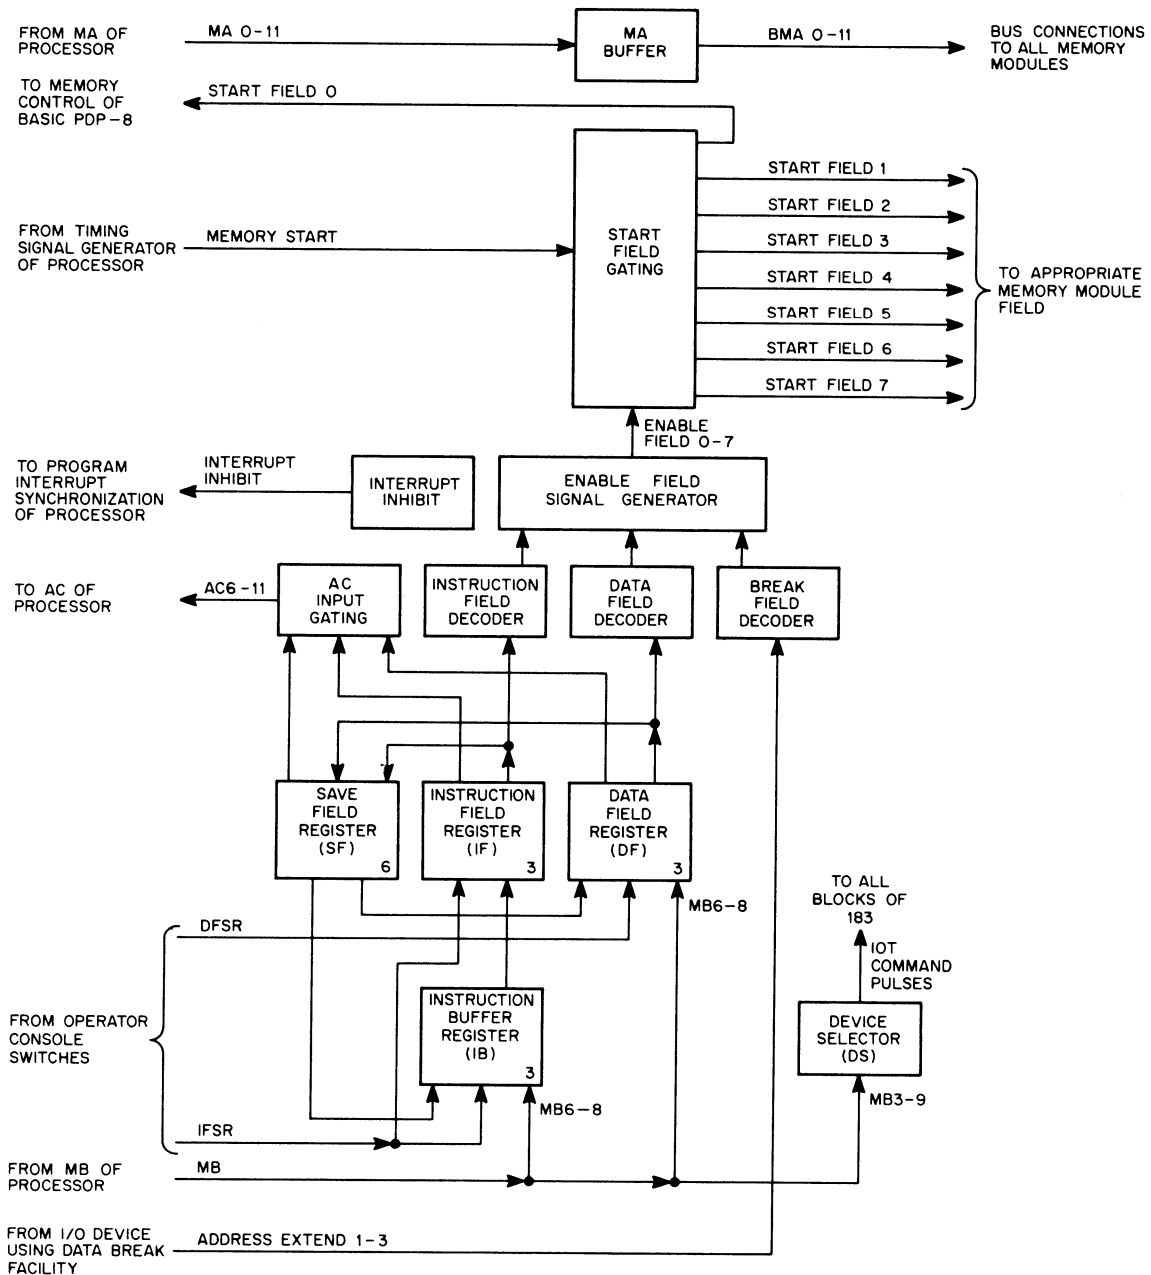 FROM MA OF
PROCESSOR
MA 0-11
MA
BUFFER
BMA 0-11
BUS CONNECTIONS
TO ALL MEMORY
MODULES
TO MEMORY
CONTROL OF
BASIC PDP-8
START FIELD 0
START FIELD 1
START FIELD 2
START FIELD 3
START FIELD 4
START FIELD 5
START FIELD 6
START FIELD 7
FROM TIMING
SIGNAL GENERATOR
OF PROCESSOR
MEMORY START
START
FIELD
GATING
TO APPROPRIATE
MEMORY MODULE
FIELD
ENABLE
FIELD 0-7
TO PROGRAM
INTERRUPT
SYNCHRONIZATION
OF PROCESSOR
INTERRUPT
INHIBIT
INTERRUPT
INHIBIT
ENABLE FIELD
SIGNAL GENERATOR
TO AC OF
PROCESSOR
AC6-11
AC
INPUT
GATING
INSTRUCTION
FIELD
DECODER
DATA
FIELD
DECODER
BREAK
FIELD
DECODER
SAVE
FIELD
REGISTER
(SF)
6
INSTRUCTION
FIELD
REGISTER
(IF)
3
DATA
FIELD
REGISTER
(DF)
3
MB6-8
TO ALL
BLOCKS OF
183
IOT
COMMAND
PULSES
DFSR
FROM OPERATOR
CONSOLE
SWITCHES
INSTRUCTION
BUFFER
REGISTER
(IB)
3
DEVICE
SELECTOR
(DS)
MB6-8
MB3-9
IFSR
FROM MB OF
PROCESSOR
MB
FROM I/O DEVICE
USING DATA BREAK
FACILITY
ADDRESS EXTEND 1-3